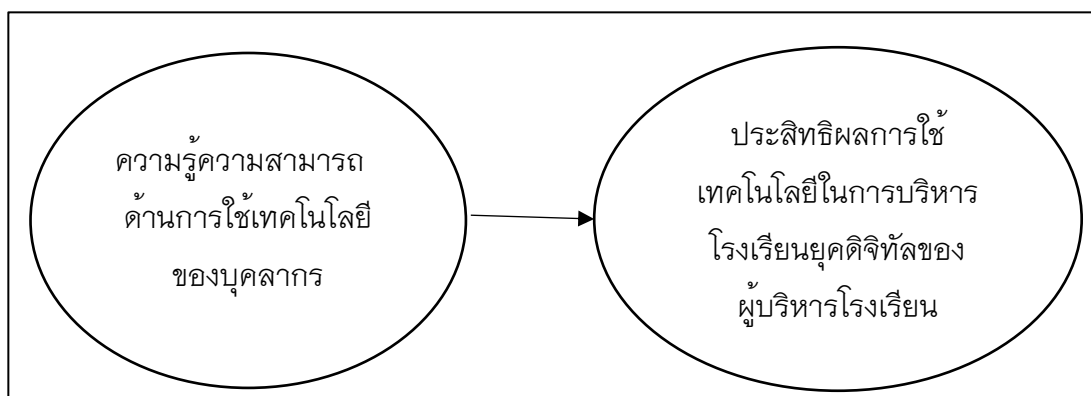 ความรู้ความสามารถ
ด้านการใช้เทคโนโลยี
ของบุคลากร
ประสิทธิผลการใช้
เทคโนโลยีในการบริหาร
โรงเรียนยุคดิจิทัลของ
ผู้บริหารโรงเรียน